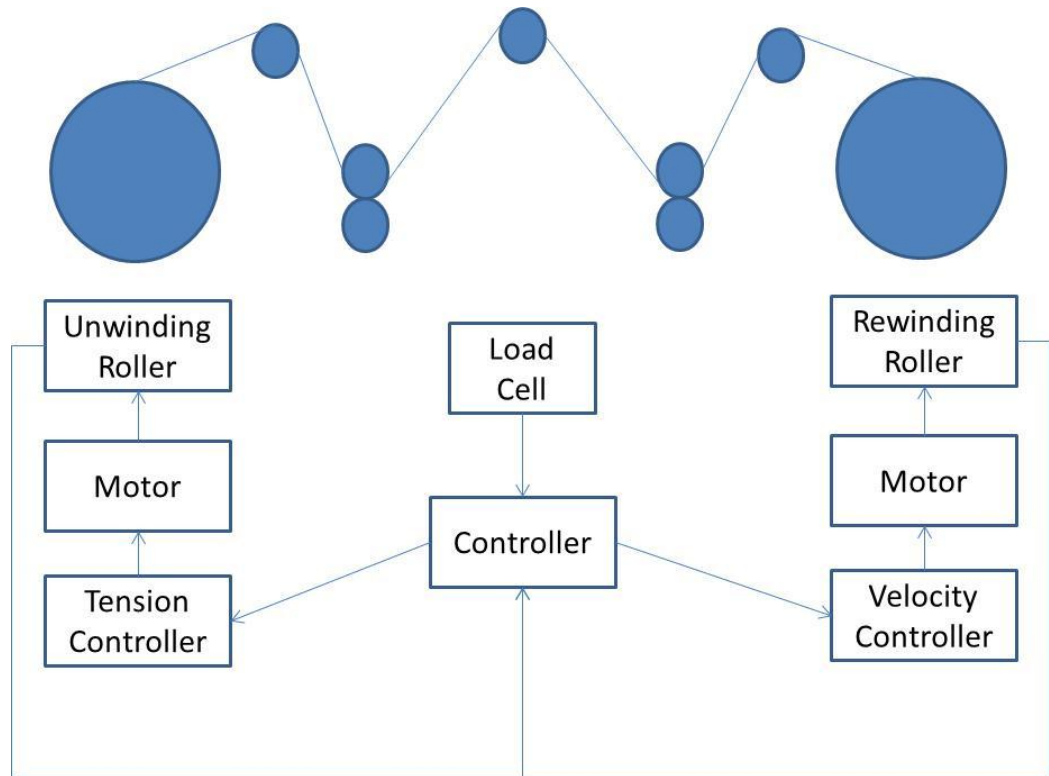 Unwinding
Roller
Load
Cell
Rewinding
Roller
Motor
Motor
Controller
Tension
Controller
Velocity
Controller